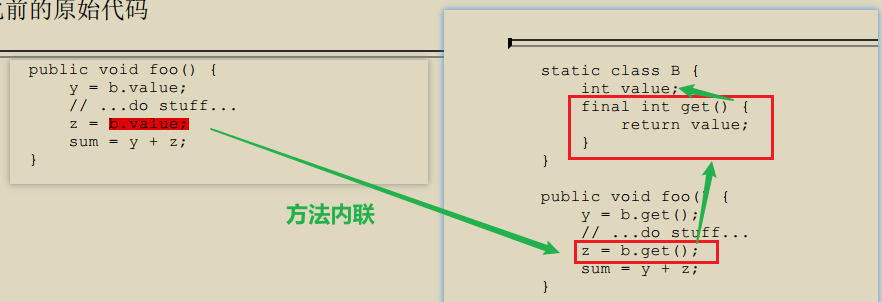 前的原始代码
public void foo() {
y = b.value;
// ...do stuff...
z = b.value;
sum = y + z;
}
方法内联
static class B {
int value;
final int get() {
return value;
}
}
public void foo() {
y = b.get();
// ...do stuff...
z = b.get();
sum = y + z;
}